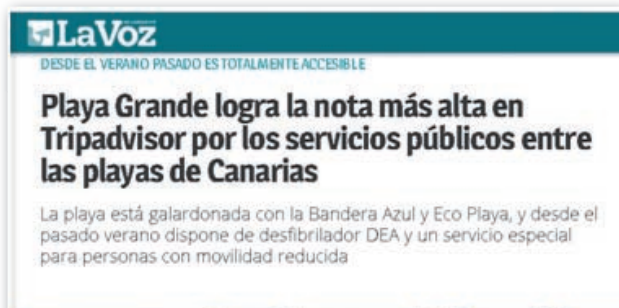 LaVoz
DESDE EL VERANO PASADO ES TOTALMENTE ACCESIBLE
Playa Grande logra la nota más alta en
Tripadvisor por los servicios públicos entre
las playas de Canarias
La playa está galardonada con la Bandera Azul y Eco Playa, y desde el
pasado verano dispone de desfibrilador DEA y un servicio especial
para personas con movilidad reducida